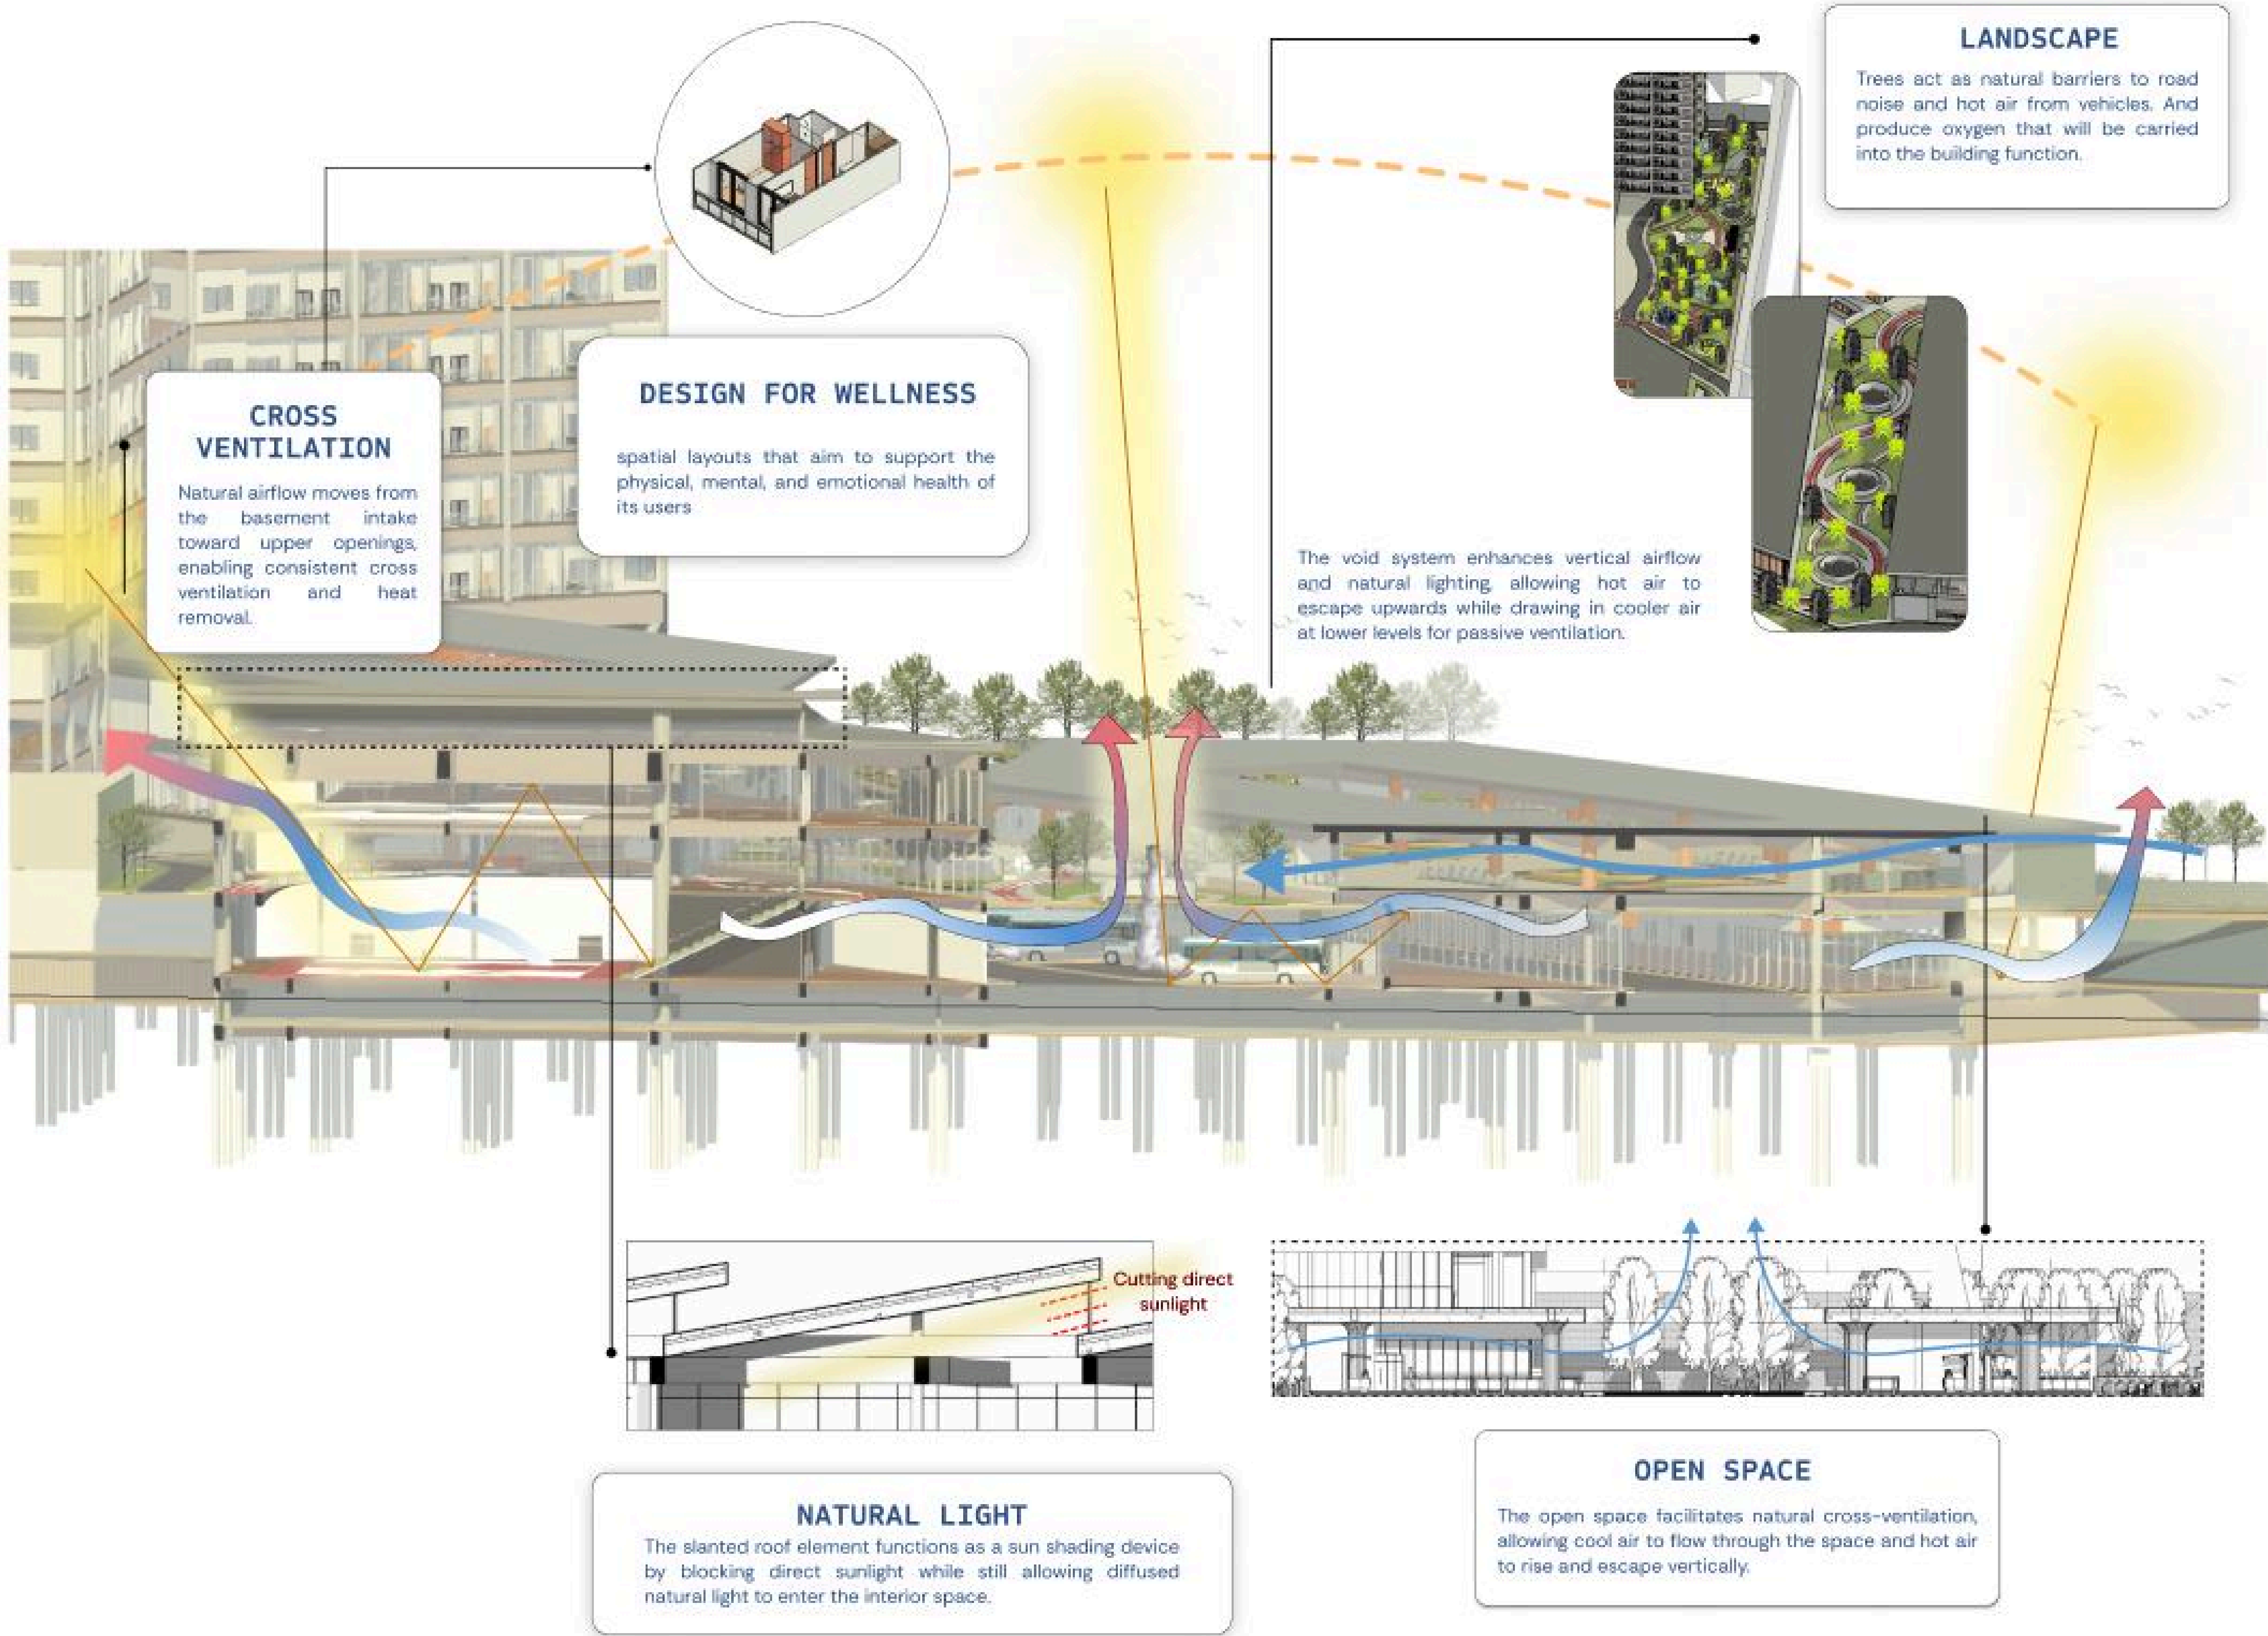 LANDSCAPE
Trees act as natural barriers to road
noise and hot air from vehicles. And
produce oxygen that will be carried
into the building function.
CROSS
VENTILATION
Natural airflow moves from
the basement intake
toward upper openings,
enabling consistent cross
ventilation and heat
removal.
DESIGN FOR WELLNESS
spatial layouts that aim to support the
physical, mental, and emotional health of
its users
The void system enhances vertical airflow
and natural lighting, allowing hot air to
escape upwards while drawing in cooler air
at lower levels for passive ventilation.
Cutting direct
sunlight
NATURAL LIGHT
The slanted roof element functions as a sun shading device
by blocking direct sunlight while still allowing diffused
natural light to enter the interior space.
OPEN SPACE
The open space facilitates natural cross-ventilation,
allowing cool air to flow through the space and hot air
to rise and escape vertically.